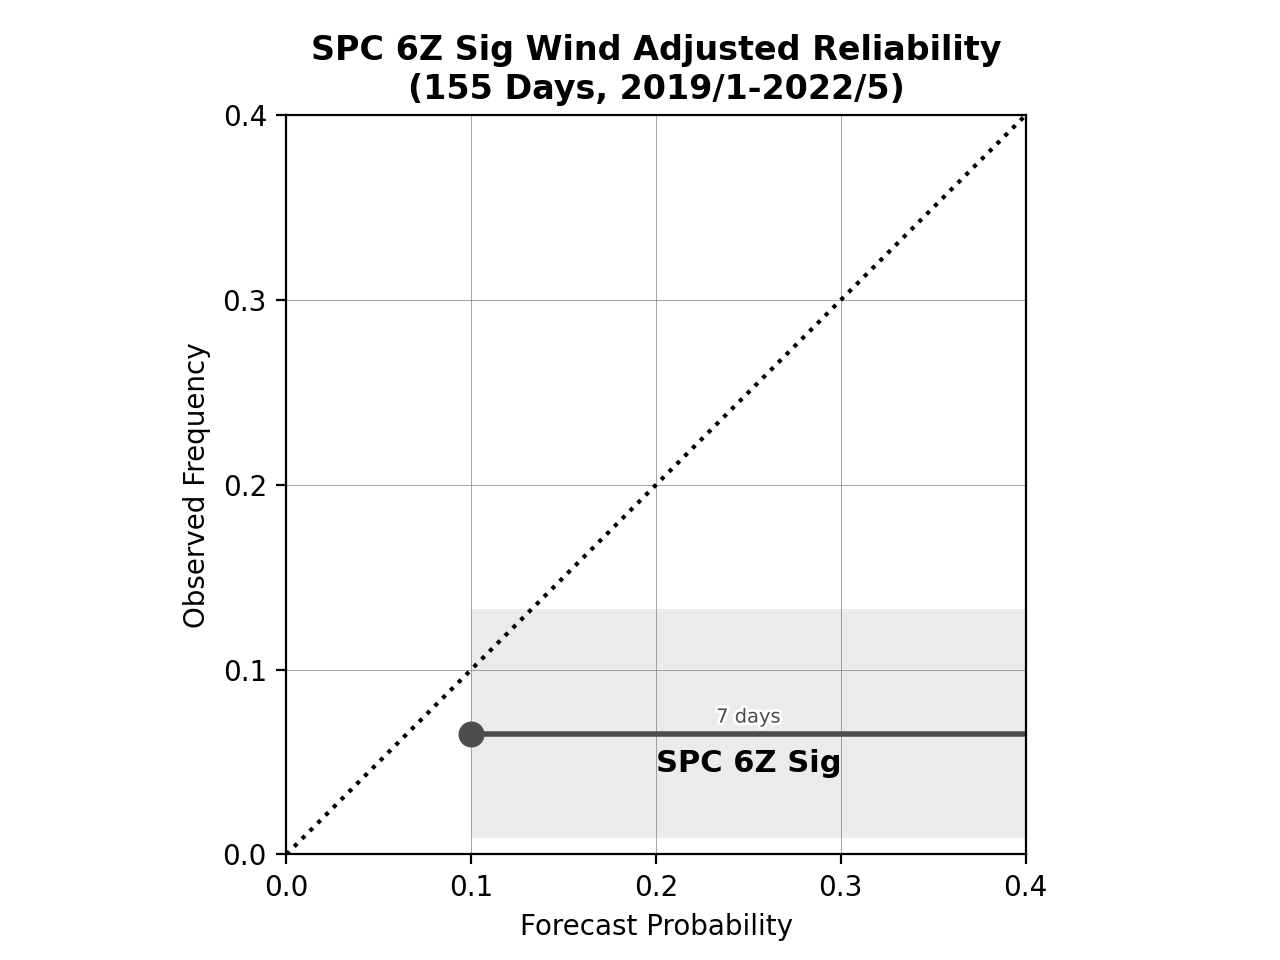 SPC 6Z Sig Wind Adjusted Reliability
(155 Days, 2019/1-2022/5)
0.4
0.3
0.2
0.1
0.0
Observed Frequency
7 days
SPC 6Z Sig
0.0 0.1 0.2 0.3 0.4
Forecast Probability